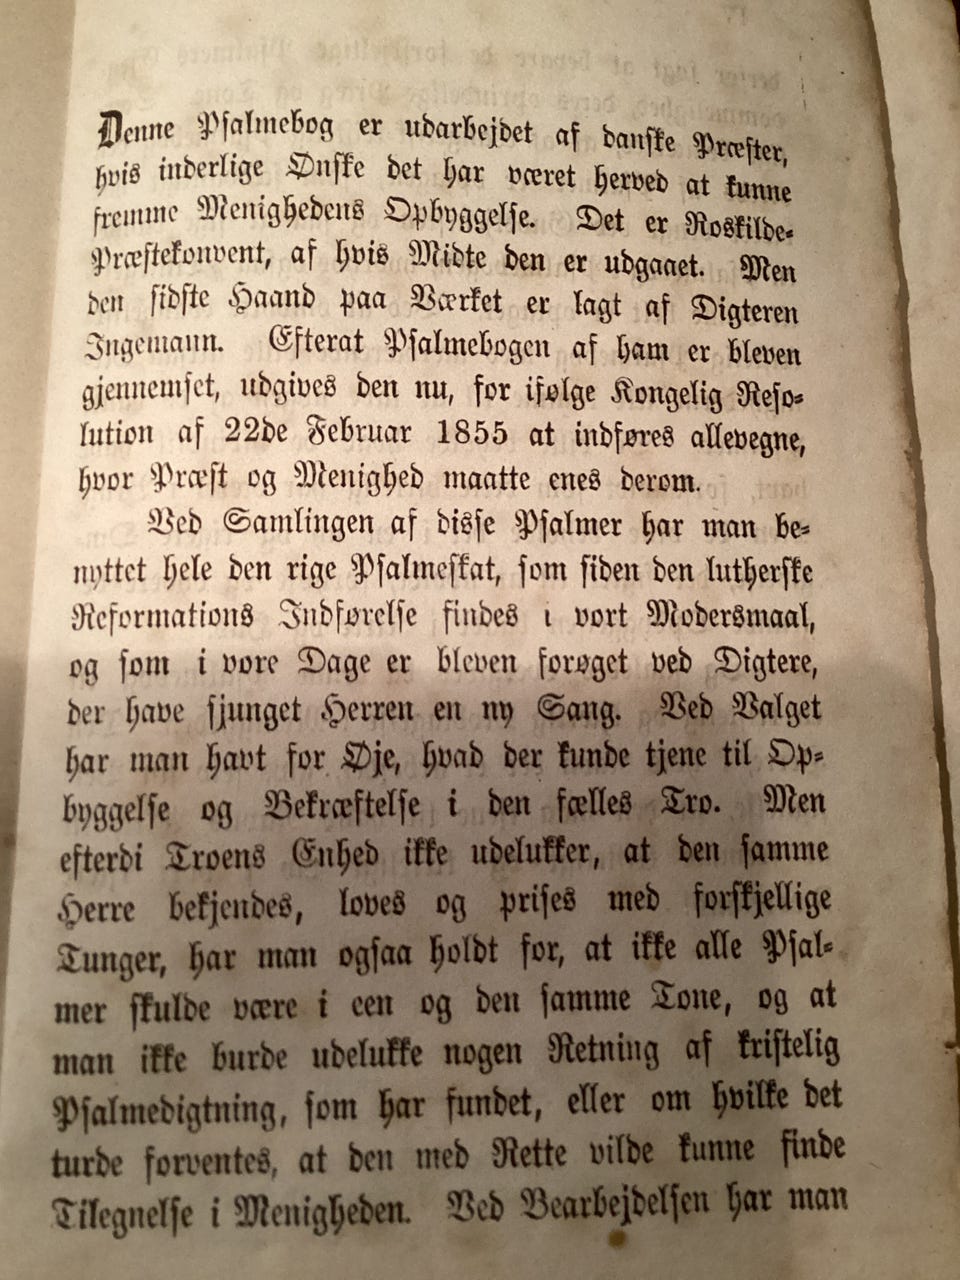 Denne Psalmebog er udarbejdet af danske Præster,
hvis inderlige Ønske det har været herved at kunne
fremme Menighedens Opbyggelse. Det er Roskilde-
Præstekonvent, af hvis Midte den er udgaaet. Men
den sidste Haand paa Værket er lagt af Digteren
Ingemann. Efterat Psalmebogen af ham er bleven
gjennemset, udgives den nu, for ifølge Kongelig Reso-
lution af 22de Februar 1855 at indføres allevegne,
hvor Præst og Menighed maatte enes derom.
Ved Samlingen af disse Psalmer har man be-
nyttet hele den rige Psalmeskat, som siden den lutherske
Reformations Indførelse findes i vort Modersmaal,
og som i vore Dage er bleven forøget ved Digtere,
der have sjunget Herren en ny Sang. Ved Valget
har man havt for Øje, hvad der kunde tjene til Op-
byggelse og Bekræftelse i den fælles Tro. Men
efterdi Troens Enhed ikke udelukker, at den samme
Herre bekjendes, loves og prises med forskjellige
Tunger, har man ogsaa holdt for, at ikke alle Psal-
mer skulde være i een og den samme Tone, og at
man ikke burde udelukke nogen Retning af kristelig
Psalmedigtning, som har fundet, eller om hvilke det
turde forventes, at den med Rette vilde kunne finde
Tilegnelse i Menigheden. Ved Bearbejdelsen har man